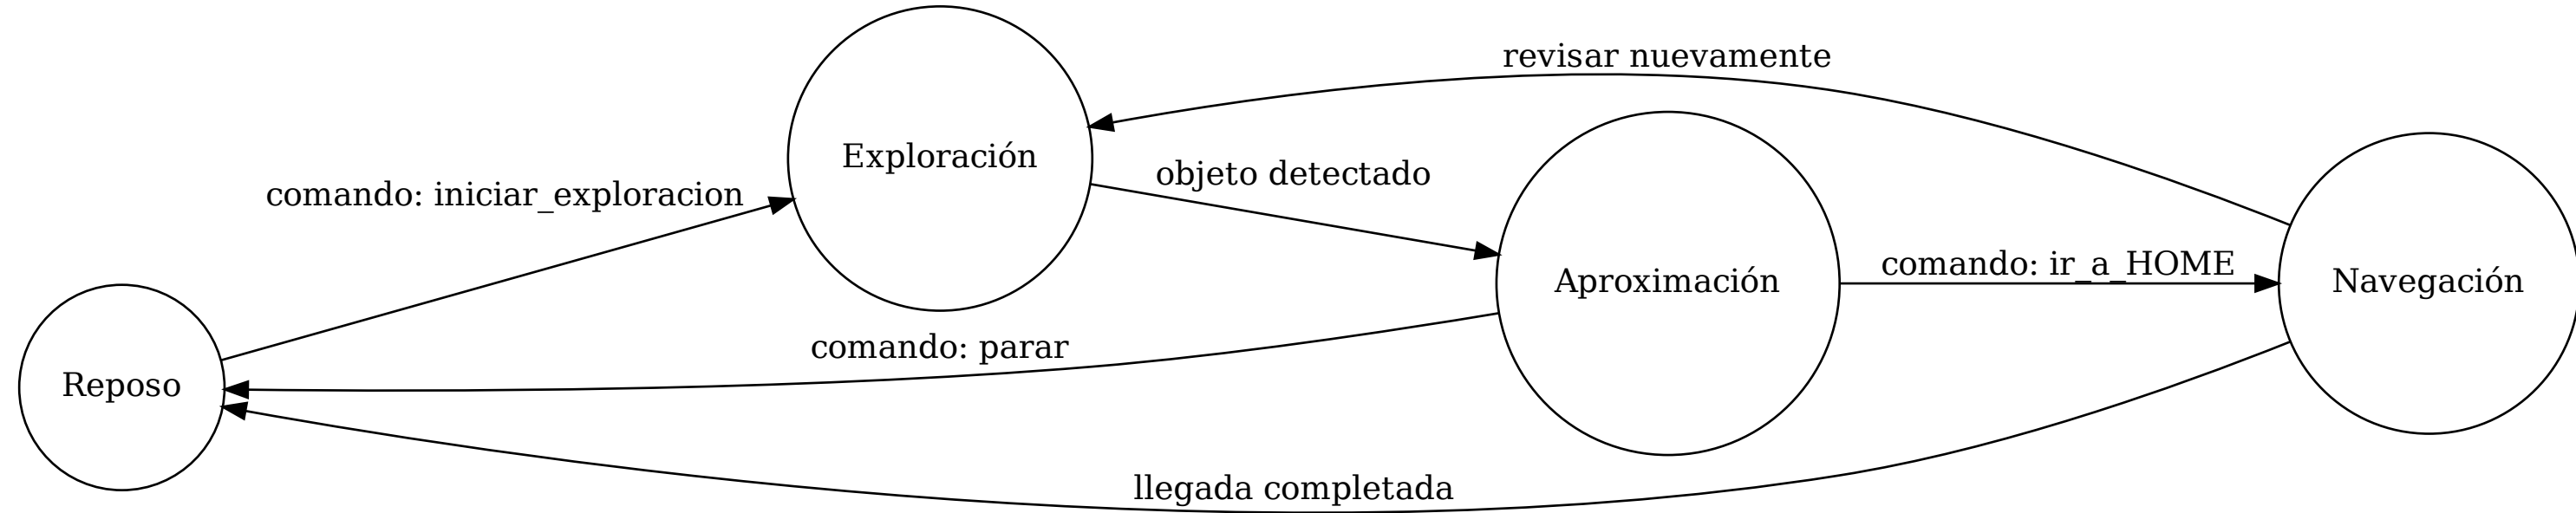 revisar nuevamente
Exploración
objeto detectado
comando: iniciar_exploracion
comando: ir_a_HOME
Aproximación
Navegación
comando: parar
Reposo
llegada completada